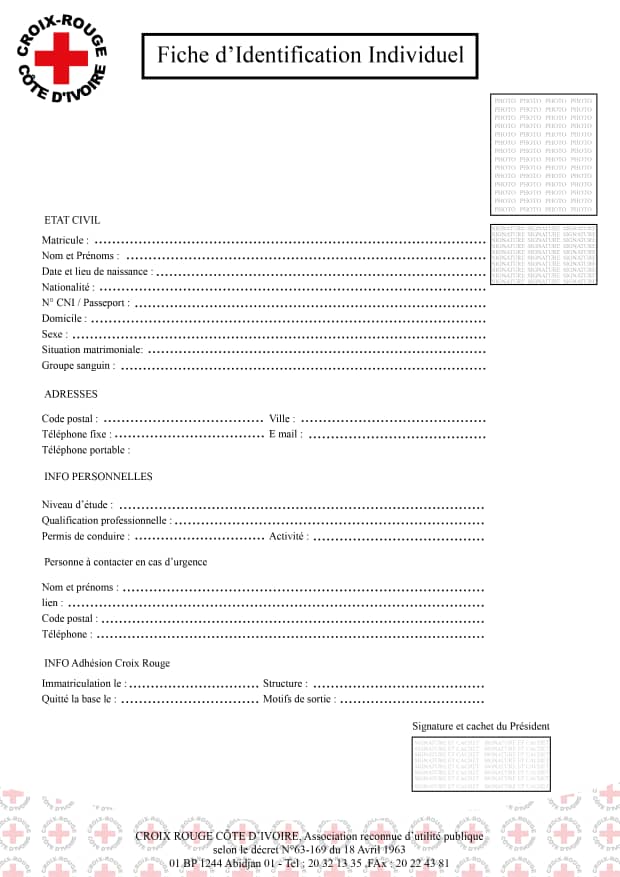 CROIX-ROUGE
CÔTE D'IVOIRE
Fiche d’Identification Individuel
PHOTO PHOTO PHOTO PHOTO
PHOTO PHOTO PHOTO PHOTO
PHOTO PHOTO PHOTO PHOTO
PHOTO PHOTO PHOTO PHOTO
PHOTO PHOTO PHOTO PHOTO
PHOTO PHOTO PHOTO PHOTO
PHOTO PHOTO PHOTO PHOTO
PHOTO PHOTO PHOTO PHOTO
PHOTO PHOTO PHOTO PHOTO
PHOTO PHOTO PHOTO PHOTO
PHOTO PHOTO PHOTO PHOTO
PHOTO PHOTO PHOTO PHOTO
PHOTO PHOTO PHOTO PHOTO
PHOTO PHOTO PHOTO PHOTO
ETAT CIVIL
SIGNATURE SIGNATURE SIGNATURE
SIGNATURE SIGNATURE SIGNATURE
SIGNATURE SIGNATURE SIGNATURE
SIGNATURE SIGNATURE SIGNATURE
SIGNATURE SIGNATURE SIGNATURE
SIGNATURE SIGNATURE SIGNATURE
SIGNATURE SIGNATURE SIGNATURE
SIGNATURE SIGNATURE SIGNATURE
SIGNATURE SIGNATURE SIGNATURE
SIGNATURE SIGNATURE SIGNATURE
Matricule :
Nom et Prénoms :
Date et lieu de naissance :
Nationalité :
N° CNI / Passeport :
Domicile :
Sexe :
Situation matrimoniale:
Groupe sanguin :
ADRESSES
Code postal : Ville :
Téléphone fixe : E mail :
Téléphone portable :
INFO PERSONNELLES
Niveau d’étude :
Qualification professionnelle :
Permis de conduire : Activité :
Personne à contacter en cas d’urgence
Nom et prénoms :
lien :
Code postal :
Téléphone :
INFO Adhésion Croix Rouge
Immatriculation le : Structure :
Quitté la base le : Motifs de sortie :
Signature et cachet du Président
SIGNATURE ET CACHET SIGNATURE ET CACHET
SIGNATURE ET CACHET SIGNATURE ET CACHET
SIGNATURE ET CACHET SIGNATURE ET CACHET
SIGNATURE ET CACHET SIGNATURE ET CACHET
SIGNATURE ET CACHET SIGNATURE ET CACHET
SIGNATURE ET CACHET SIGNATURE ET CACHET
CROIX ROUGE CÔTE D’IVOIRE, Association reconnue d’utilité publique
selon le décret N°63-169 du 18 Avril 1963
01 BP 1244 Abidjan 01 - Tel : 20 32 13 35 .FAx : 20 22 43 81